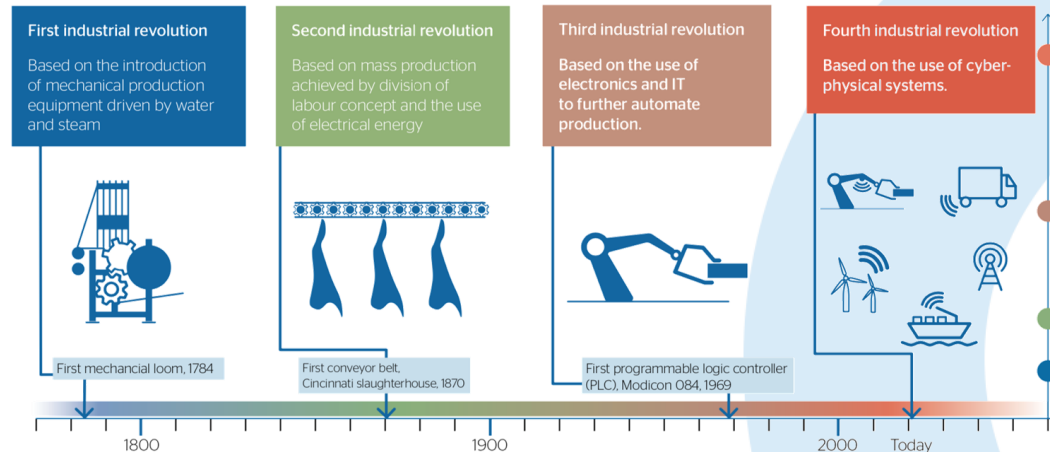 First industrial revolution
Based on the introduction
of mechanical production
equipment driven by water
and steam
Second industrial revolution
Based on mass production
achieved by division of
labour concept and the use
of electrical energy
Third industrial revolution
Based on the use of
electronics and IT
to further automate
production.
Fourth industrial revolution
Based on the use of cyber-
physical systems.
First mechancial loom, 1784
First conveyor belt,
Cincinnati slaughterhouse, 1870
First programmable logic controller
(PLC), Modicon 084, 1969
1800
1900
2000
Today